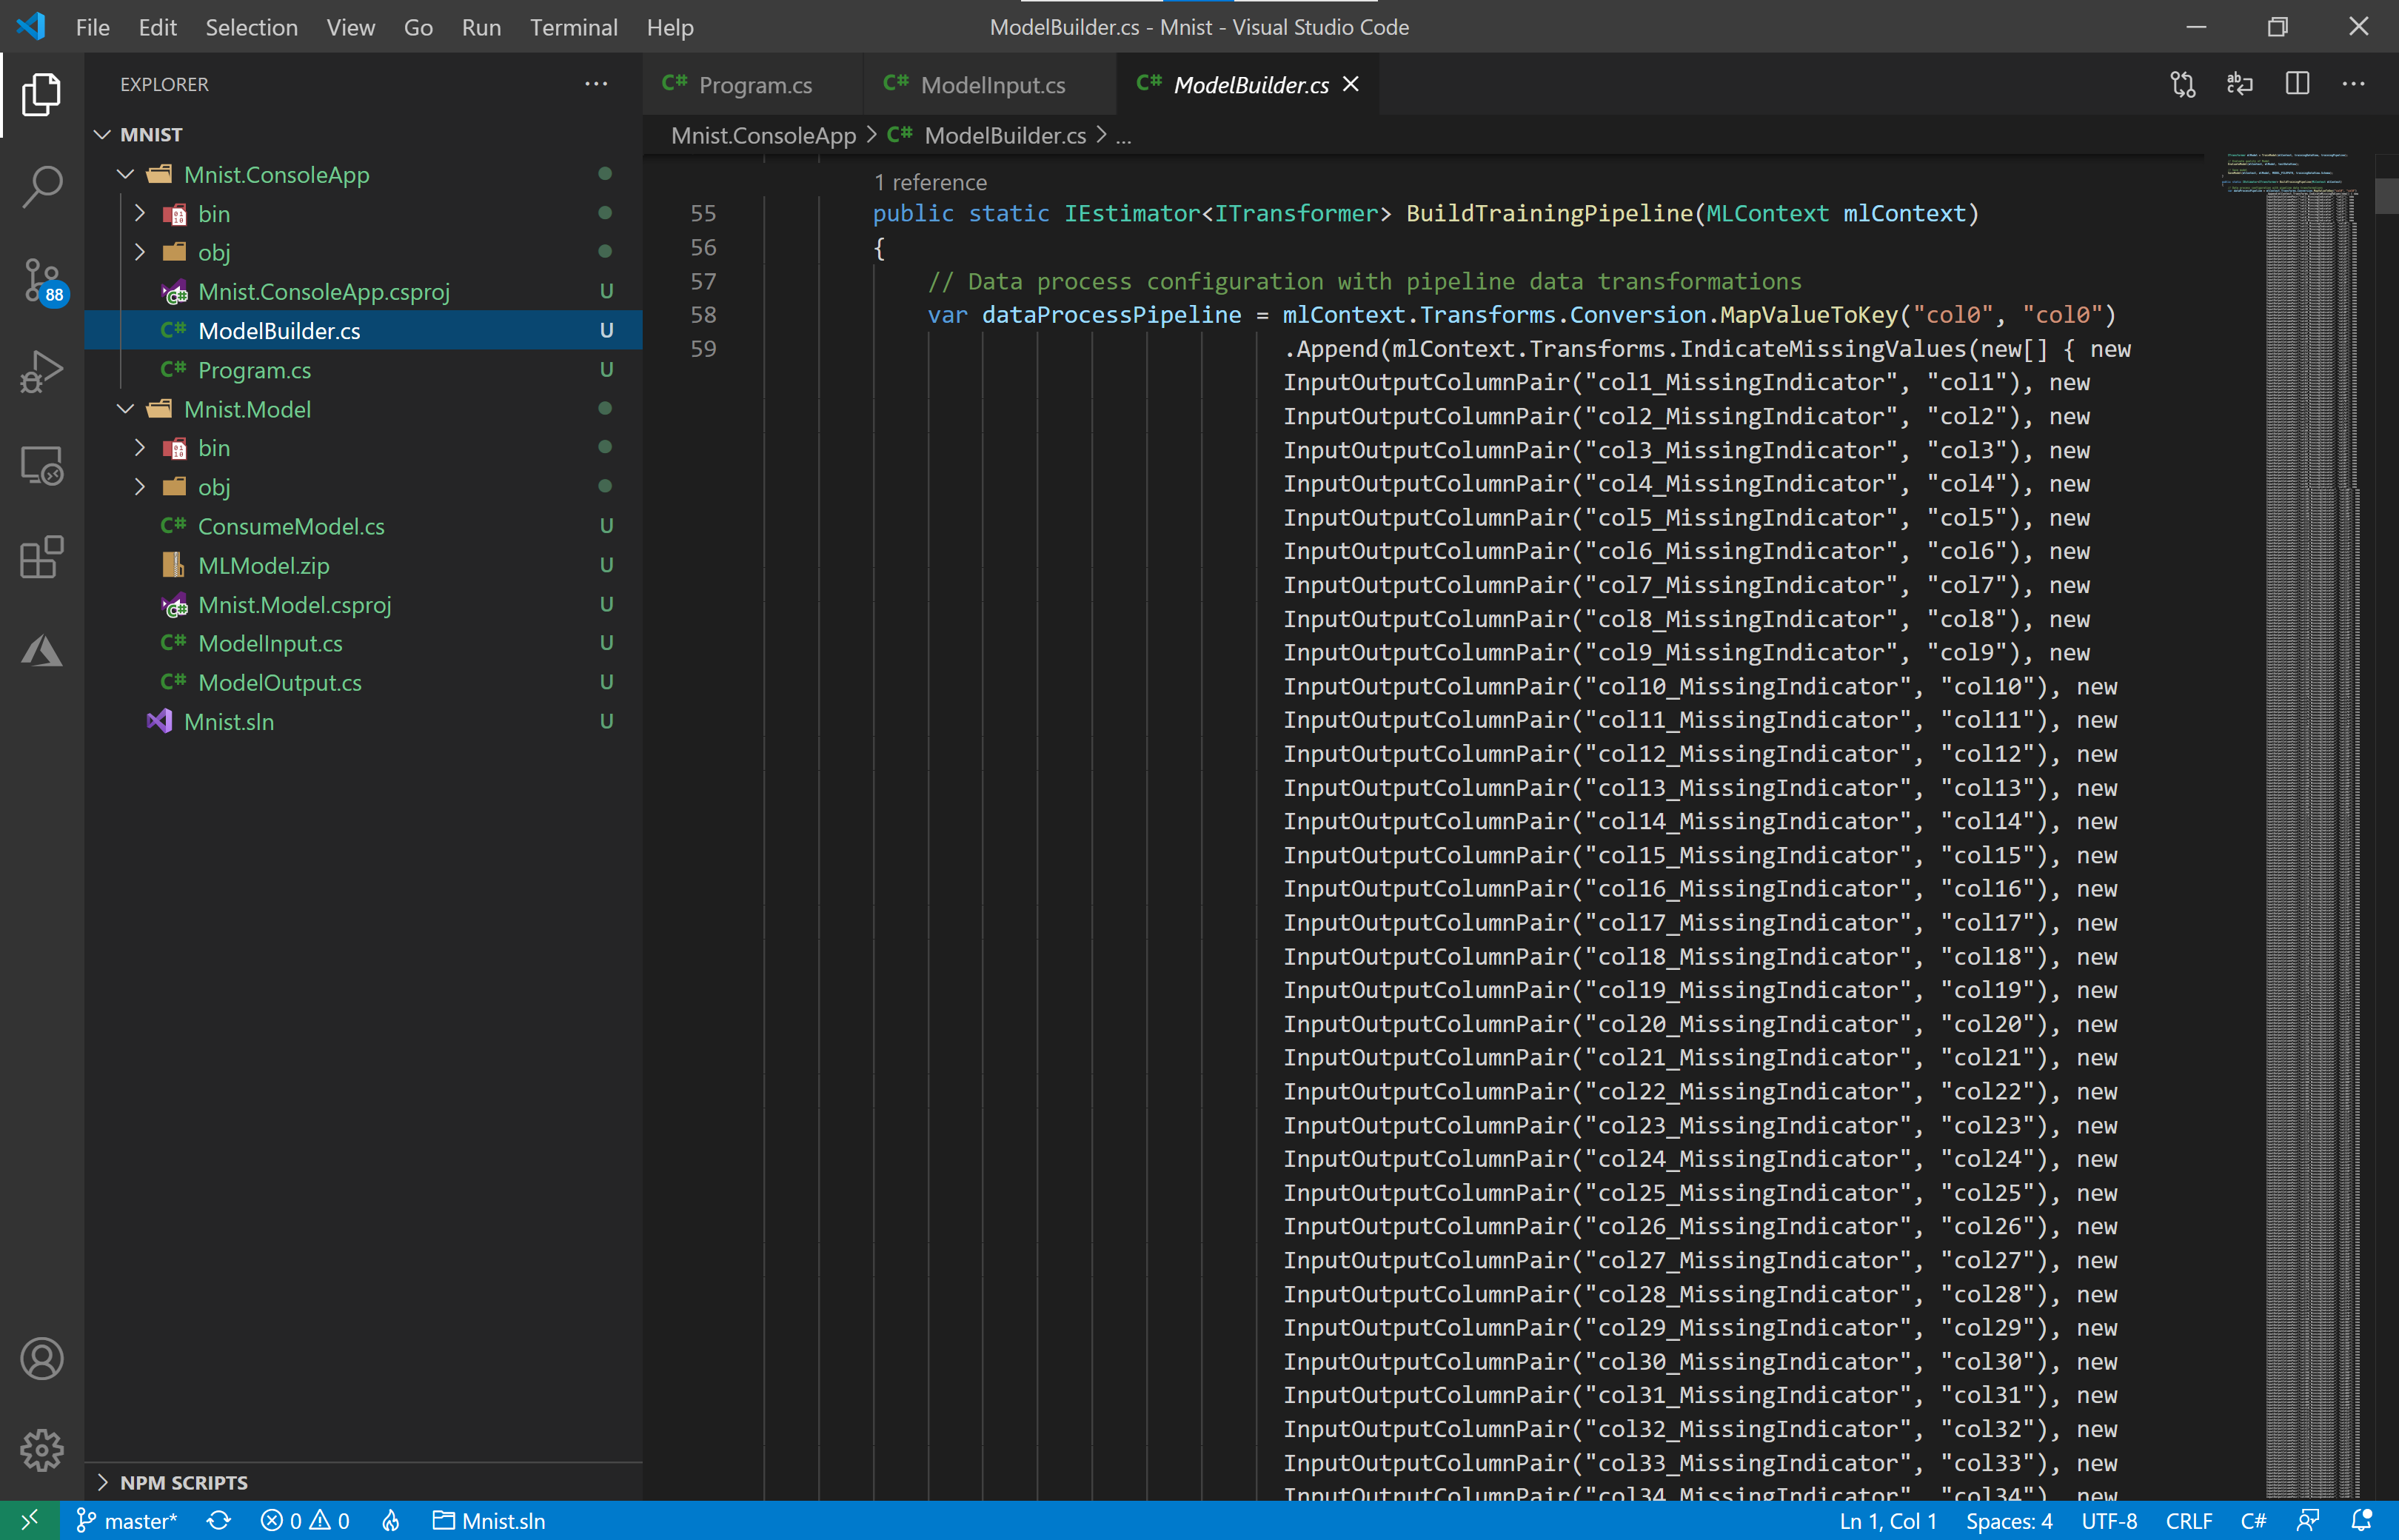 File Edit Selection View Go Run Terminal Help
ModelBuilder.cs - Mnist - Visual Studio Code
EXPLORER
MNIST
Mnist.ConsoleApp
bin
obj
Mnist.ConsoleApp.csproj U
C# ModelBuilder.cs U
C# Program.cs U
Mnist.Model
bin
obj
C# ConsumeModel.cs U
MLModel.zip U
Mnist.Model.csproj U
C# ModelInput.cs U
C# ModelOutput.cs U
Mnist.sln U
88
NPM SCRIPTS
C# Program.cs C# ModelInput.cs C# ModelBuilder.cs
Mnist.ConsoleApp > C# ModelBuilder.cs > ...
1 reference
55 public static IEstimator<ITransformer> BuildTrainingPipeline(MLContext mlContext)
56 {
57 // Data process configuration with pipeline data transformations
58 var dataProcessPipeline = mlContext.Transforms.Conversion.MapValueToKey("col0", "col0")
59 .Append(mlContext.Transforms.IndicateMissingValues(new[] { new
InputOutputColumnPair("col1_MissingIndicator", "col1"), new
InputOutputColumnPair("col2_MissingIndicator", "col2"), new
InputOutputColumnPair("col3_MissingIndicator", "col3"), new
InputOutputColumnPair("col4_MissingIndicator", "col4"), new
InputOutputColumnPair("col5_MissingIndicator", "col5"), new
InputOutputColumnPair("col6_MissingIndicator", "col6"), new
InputOutputColumnPair("col7_MissingIndicator", "col7"), new
InputOutputColumnPair("col8_MissingIndicator", "col8"), new
InputOutputColumnPair("col9_MissingIndicator", "col9"), new
InputOutputColumnPair("col10_MissingIndicator", "col10"), new
InputOutputColumnPair("col11_MissingIndicator", "col11"), new
InputOutputColumnPair("col12_MissingIndicator", "col12"), new
InputOutputColumnPair("col13_MissingIndicator", "col13"), new
InputOutputColumnPair("col14_MissingIndicator", "col14"), new
InputOutputColumnPair("col15_MissingIndicator", "col15"), new
InputOutputColumnPair("col16_MissingIndicator", "col16"), new
InputOutputColumnPair("col17_MissingIndicator", "col17"), new
InputOutputColumnPair("col18_MissingIndicator", "col18"), new
InputOutputColumnPair("col19_MissingIndicator", "col19"), new
InputOutputColumnPair("col20_MissingIndicator", "col20"), new
InputOutputColumnPair("col21_MissingIndicator", "col21"), new
InputOutputColumnPair("col22_MissingIndicator", "col22"), new
InputOutputColumnPair("col23_MissingIndicator", "col23"), new
InputOutputColumnPair("col24_MissingIndicator", "col24"), new
InputOutputColumnPair("col25_MissingIndicator", "col25"), new
InputOutputColumnPair("col26_MissingIndicator", "col26"), new
InputOutputColumnPair("col27_MissingIndicator", "col27"), new
InputOutputColumnPair("col28_MissingIndicator", "col28"), new
InputOutputColumnPair("col29_MissingIndicator", "col29"), new
InputOutputColumnPair("col30_MissingIndicator", "col30"), new
InputOutputColumnPair("col31_MissingIndicator", "col31"), new
InputOutputColumnPair("col32_MissingIndicator", "col32"), new
InputOutputColumnPair("col33_MissingIndicator", "col33"), new
InputOutputColumnPair("col34_MissingIndicator", "col34"), new
master* 0 0 Mnist.sln Ln 1, Col 1 Spaces: 4 UTF-8 CRLF C#